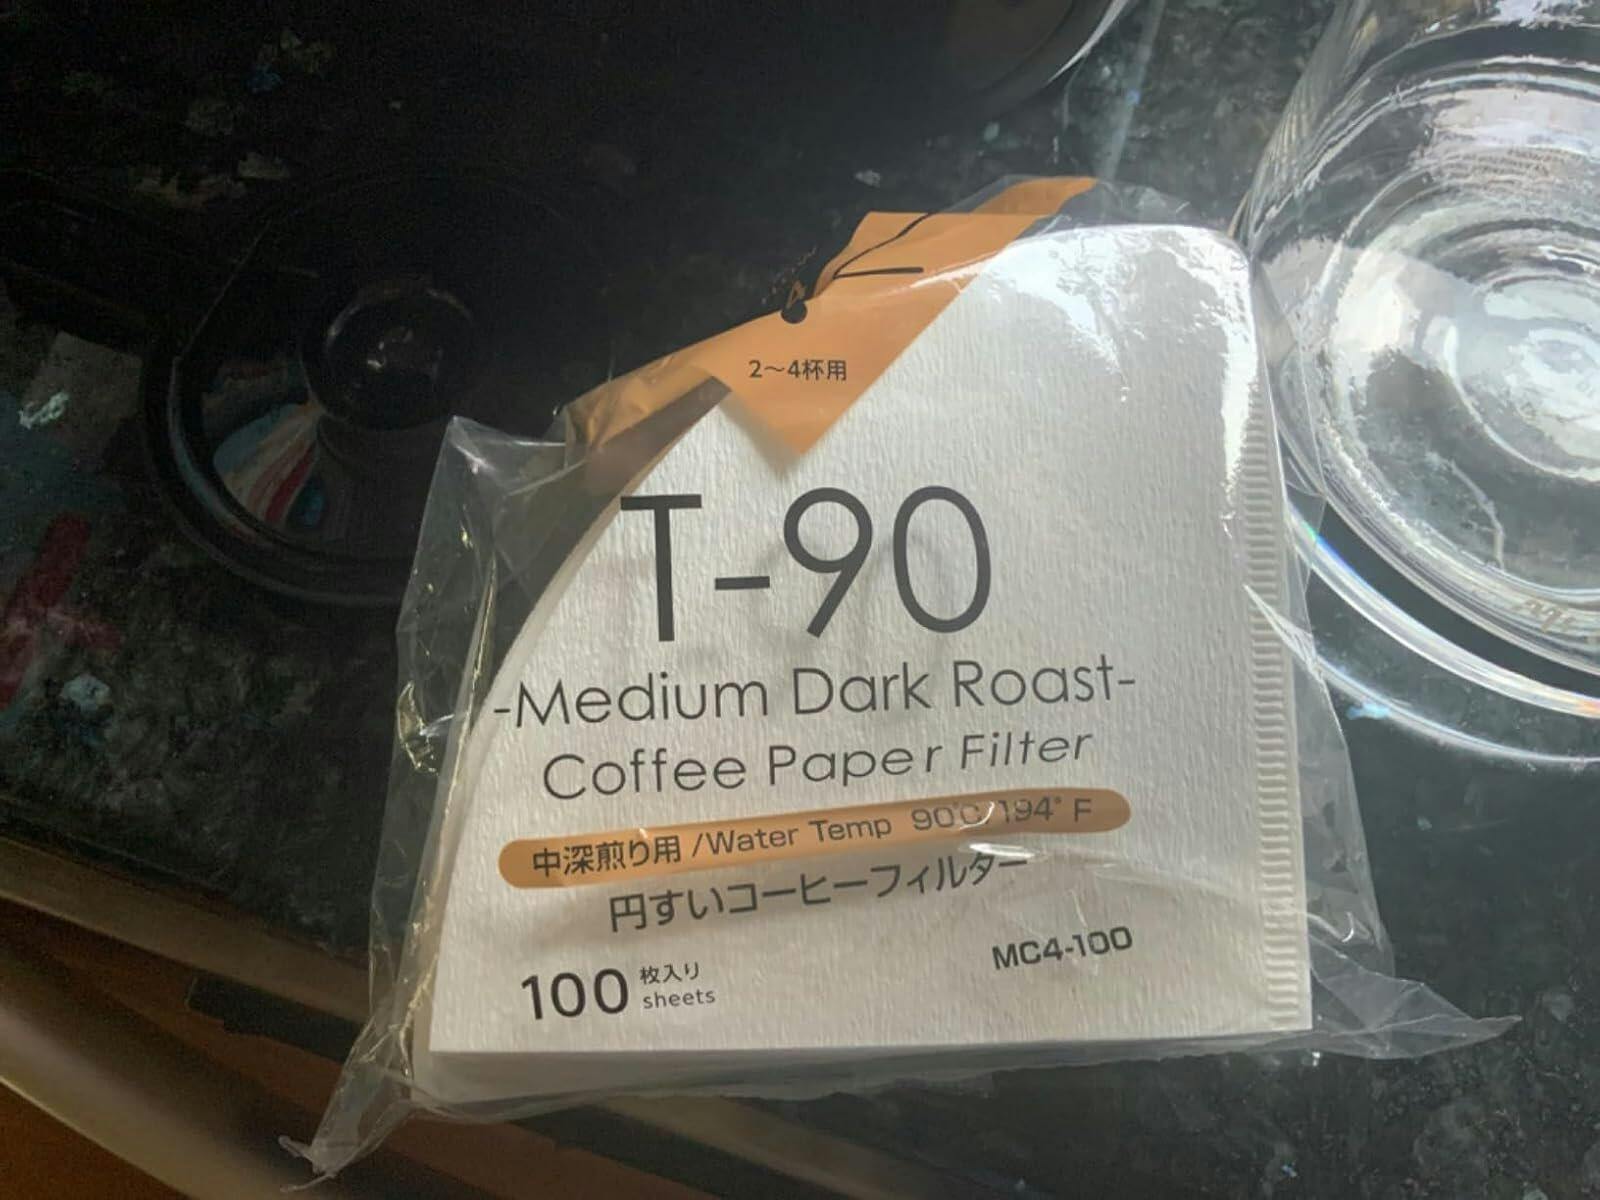 2〜4杯用
T-90
-Medium Dark Roast-
Coffee Paper Filter
中深煎り用 /Water Temp 90℃/194°F
円すいコーヒーフィルター
100 枚入り
sheets
MC4-100